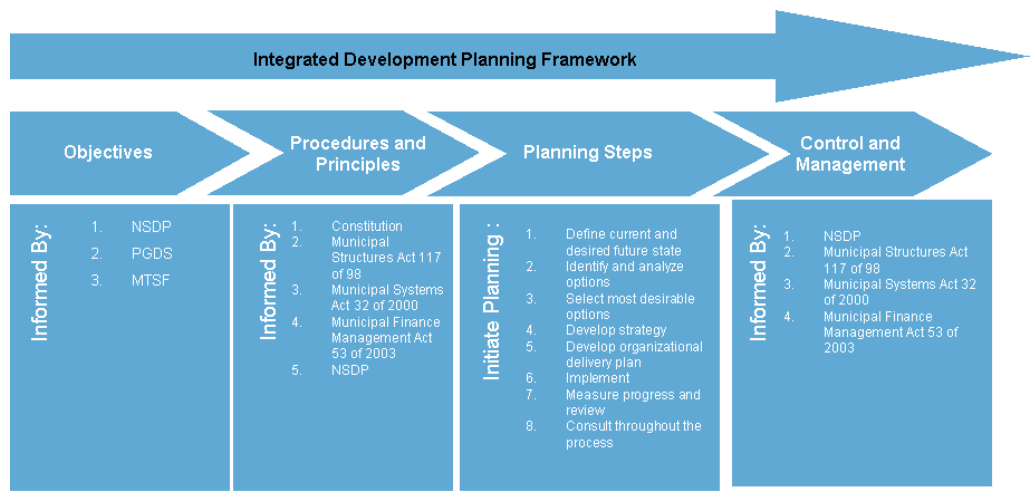 Integrated Development Planning Framework
Objectives
Procedures and
Principles
Planning Steps
Control and
Management
Informed By:
1. NSDP
2. PGDS
3. MTSF
Informed By:
1. Constitution
2. Municipal
Structures Act 117
of 98
3. Municipal Systems
Act 32 of 2000
4. Municipal Finance
Management Act
53 of 2003
5. NSDP
Initiate Planning :
1. Define current and
desired future state
2. Identify and analyze
options
3. Select most desirable
options
4. Develop strategy
5. Develop organizational
delivery plan
6. Implement
7. Measure progress and
review
8. Consult throughout the
process
Informed By:
1. NSDP
2. Municipal Structures Act
117 of 98
3. Municipal Systems Act 32
of 2000
4. Municipal Finance
Management Act 53 of
2003